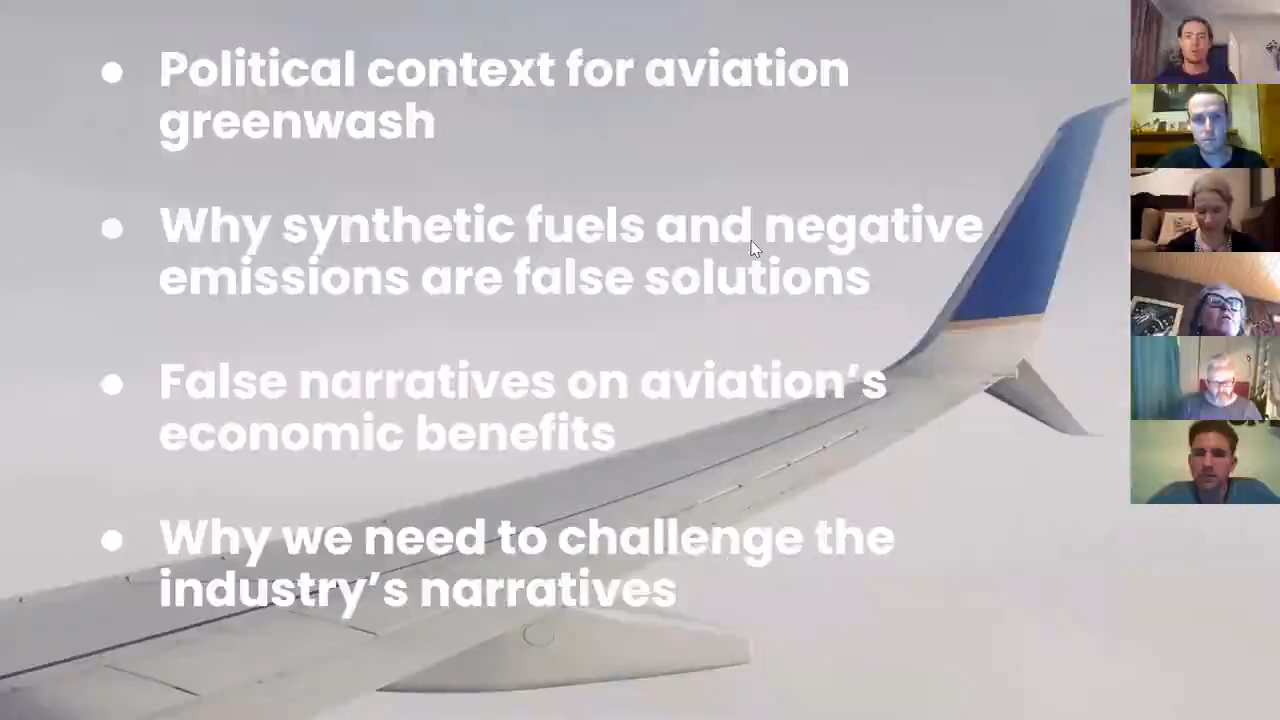 ● Political context for aviation
greenwash
● Why synthetic fuels and negative
emissions are false solutions
● False narratives on aviation’s
economic benefits
● Why we need to challenge the
industry’s narratives